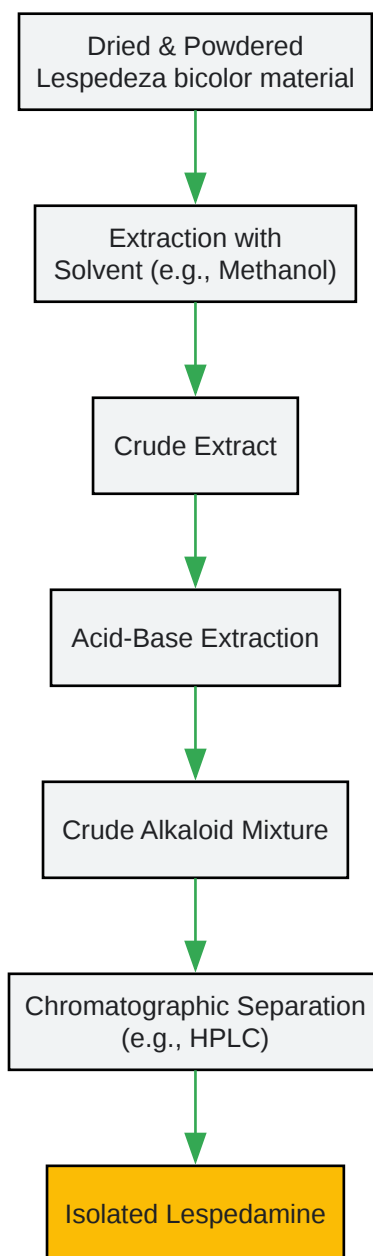 Dried & Powdered
Lespedeza bicolor material
Extraction with
Solvent (e.g., Methanol)
Crude Extract
Acid-Base Extraction
Crude Alkaloid Mixture
Chromatographic Separation
(e.g., HPLC)
Isolated Lespedamine